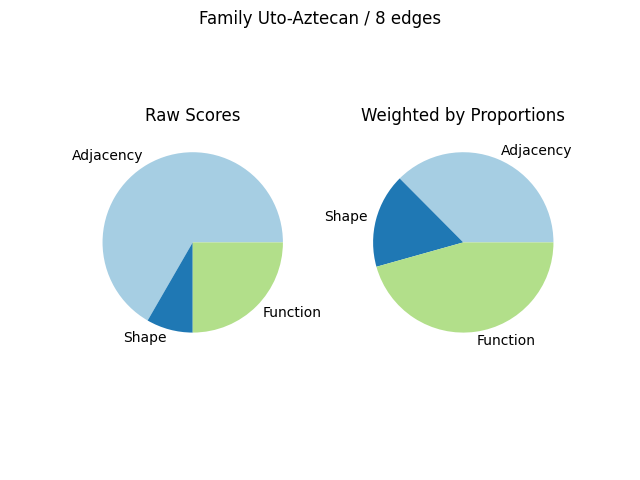 Family Uto-Aztecan / 8 edges
Raw Scores
Adjacency
Shape
Function
Weighted by Proportions
Adjacency
Shape
Function